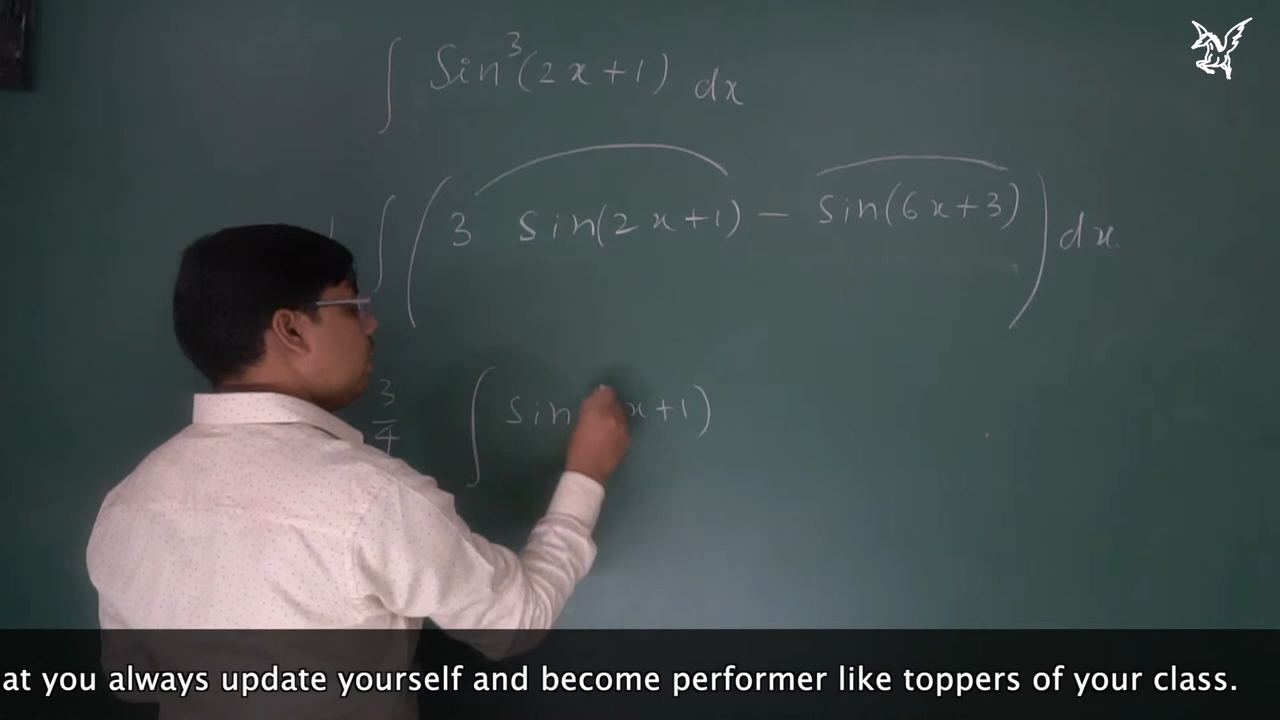 ∫ Sin³(2x+1) dx
∫ (3 sin(2x+1) − sin(6x+3)) dx.
3/4 ∫ sin x+1)
at you always update yourself and become performer like toppers of your class.